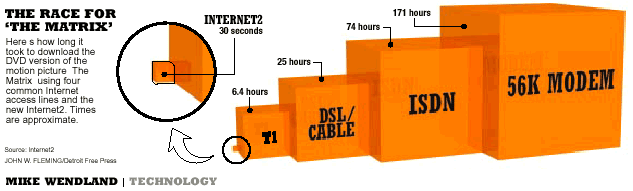 THE RACE FOR
'THE MATRIX'
Here s how long it
took to download the
DVD version of the
motion picture The
Matrix using four
common Internet
access lines and the
new Internet2. Times
are approximate.
Source: Internet2
JOHN W. FLEMING/Detroit Free Press
MIKE WENDLAND | TECHNOLOGY
INTERNET2
30 seconds
6.4 hours
T1
25 hours
DSL/
CABLE
74 hours
ISDN
171 hours
56K MODEM